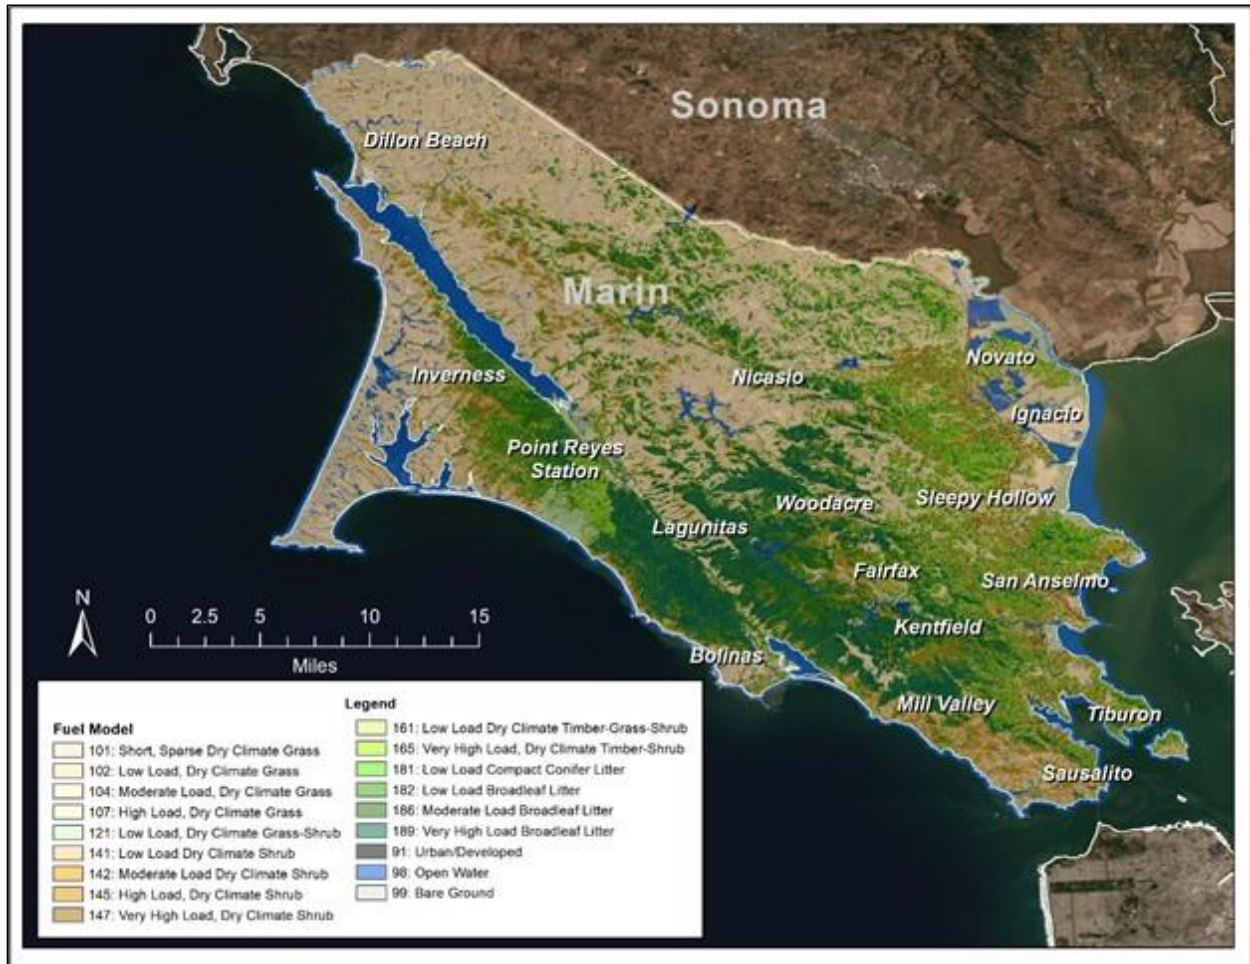 Sonoma
Dillon Beach
Marin
Novato
Inverness
Nicasio
Ignacio
Point Reyes
Station
Woodacre
Sleepy Hollow
Lagunitas
Fairfax
San Anselmo
Kentfield
Bolinas
Mill Valley
Tiburon
Sausalito
N
0 2.5 5 10 15
Miles
Legend
Fuel Model
101: Short, Sparse Dry Climate Grass
102: Low Load, Dry Climate Grass
104: Moderate Load, Dry Climate Grass
107: High Load, Dry Climate Grass
121: Low Load, Dry Climate Grass-Shrub
141: Low Load Dry Climate Shrub
142: Moderate Load Dry Climate Shrub
145: High Load, Dry Climate Shrub
147: Very High Load, Dry Climate Shrub
161: Low Load Dry Climate Timber-Grass-Shrub
165: Very High Load, Dry Climate Timber-Shrub
181: Low Load Compact Conifer Litter
182: Low Load Broadleaf Litter
186: Moderate Load Broadleaf Litter
189: Very High Load Broadleaf Litter
91: Urban/Developed
98: Open Water
99: Bare Ground